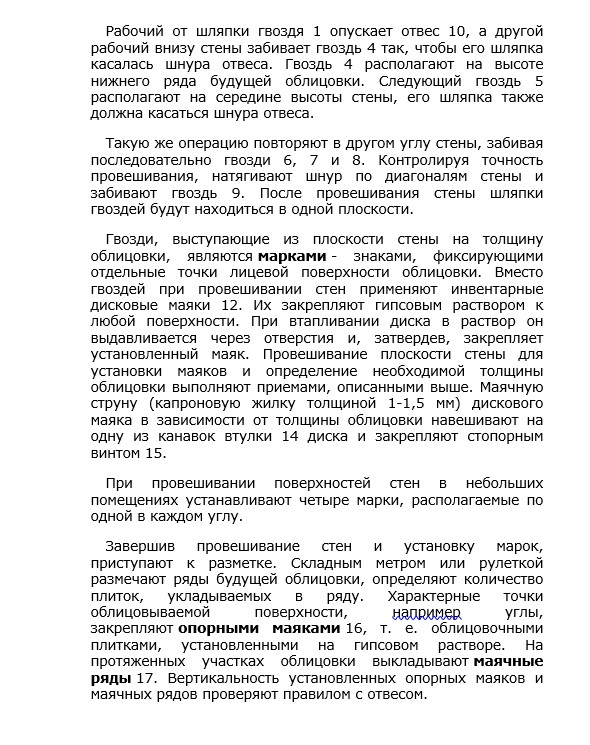 Рабочий от шляпки гвоздя 1 опускает отвес 10, а другой
рабочий внизу стены забивает гвоздь 4 так, чтобы его шляпка
касалась шнура отвеса. Гвоздь 4 располагают на высоте
нижнего ряда будущей облицовки. Следующий гвоздь 5
располагают на середине высоты стены, его шляпка также
должна касаться шнура отвеса.
Такую же операцию повторяют в другом углу стены, забивая
последовательно гвозди 6, 7 и 8. Контролируя точность
провешивания, натягивают шнур по диагоналям стены и
забивают гвоздь 9. После провешивания стены шляпки
гвоздей будут находиться в одной плоскости.
Гвозди, выступающие из плоскости стены на толщину
облицовки, являются марками - знаками, фиксирующими
отдельные точки лицевой поверхности облицовки. Вместо
гвоздей при провешивании стен применяют инвентарные
дисковые маяки 12. Их закрепляют гипсовым раствором к
любой поверхности. При втапливании диска в раствор он
выдавливается через отверстия и, затвердев, закрепляет
установленный маяк. Провешивание плоскости стены для
установки маяков и определение необходимой толщины
облицовки выполняют приемами, описанными выше. Маячную
струну (капроновую жилку толщиной 1-1,5 мм) дискового
маяка в зависимости от толщины облицовки навешивают на
одну из канавок втулки 14 диска и закрепляют стопорным
винтом 15.
При провешивании поверхностей стен в небольших
помещениях устанавливают четыре марки, располагаемые по
одной в каждом углу.
Завершив провешивание стен и установку марок,
приступают к разметке. Складным метром или рулеткой
размечают ряды будущей облицовки, определяют количество
плиток, укладываемых в ряду. Характерные точки
облицовываемой поверхности, например углы,
закрепляют опорными маяками 16, т. е. облицовочными
плитками, установленными на гипсовом растворе. На
протяженных участках облицовки выкладывают маячные
ряды 17. Вертикальность установленных опорных маяков и
маячных рядов проверяют правилом с отвесом.